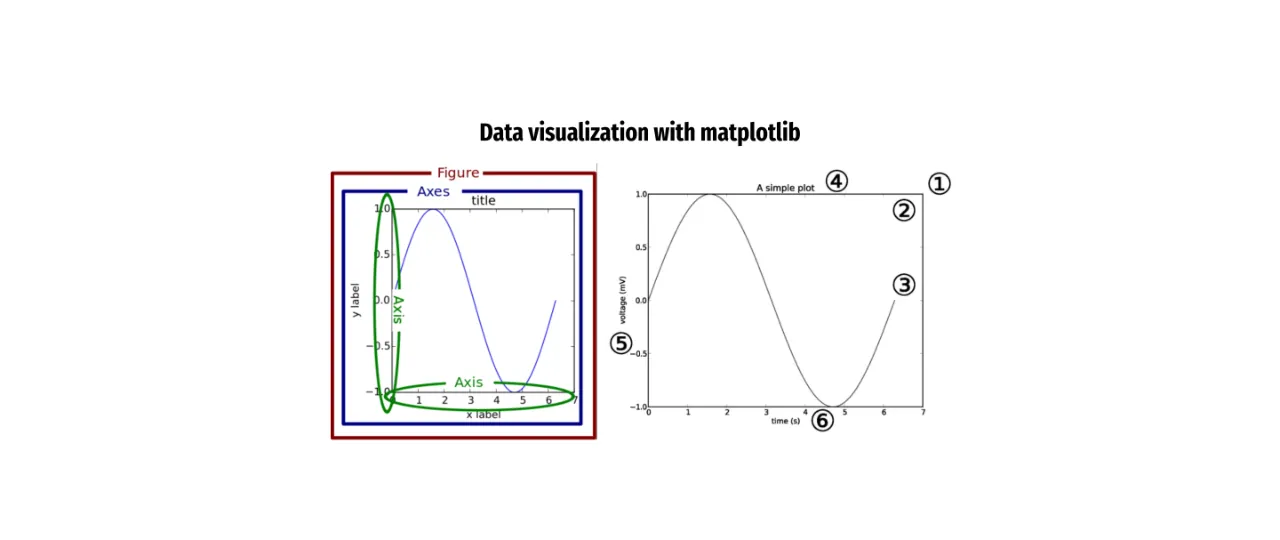 Data visualization with matplotlib
Figure
Axes
title
1.0
0.5
0.0
−0.5
−1.0
y label
Axis
Axis
0 1 2 3 4 5 6 7
x label
A simple plot
④
①
②
③
⑤
⑥
1.0
0.5
0.0
−0.5
−1.0
voltage (mV)
0 1 2 3 4 5 6 7
time (s)